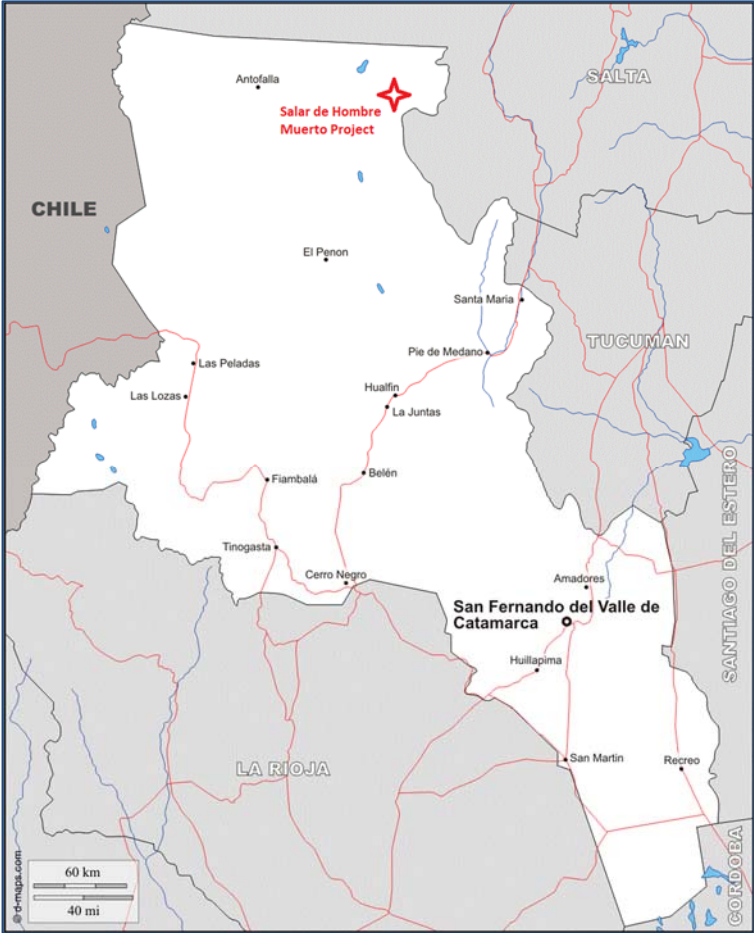 SALTA
Antofalla
Salar de Hombre
Muerto Project
CHILE
El Penon
Santa Maria
TUCUMAN
Pie de Medano
Las Peladas
Hualfin
Las Lozas
La Juntas
SANTIAGO DEL ESTERO
Belén
Fiambalá
Tinogasta
Cerro Negro
Amadores
San Fernando del Valle de
Catamarca
Huillapima
San Martin
Recreo
LA RIOJA
CORDOBA
60 km
40 mi
© d-maps.com